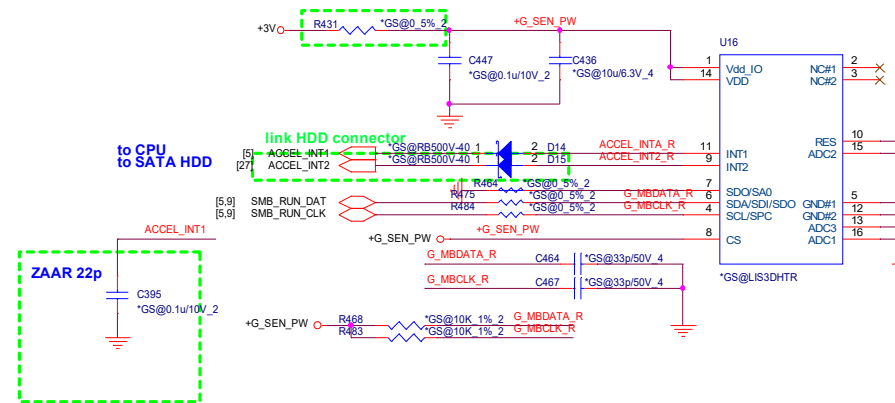 R431 *GS@0_5%_2
+3V +G_SEN_PW
U16
C447 C436
*GS@0.1u/10V_2 *GS@10u/6.3V_4
1 Vdd_IO NC#1 2
14 VDD NC#2 3
link HDD connector
to CPU
to SATA HDD
RES 10
[5] ACCEL_INT1 *GS@RB500V-40 1 2 D14 ACCEL_INTA_R 11 INT1 ADC2 15
[27] ACCEL_INT2 *GS@RB500V-40 1 2 D15 ACCEL_INT2_R 9 INT2
R464 *GS@0_5%_2 7 SDO/SA0
[5,9] SMB_RUN_DAT R475 *GS@0_5%_2 G_MBDATA_R 6 SDA/SDI/SDO GND#1 5
[5,9] SMB_RUN_CLK R484 *GS@0_5%_2 G_MBCLK_R 4 SCL/SPC GND#2 12
ADC3 13
ACCEL_INT1 +G_SEN_PW +G_SEN_PW 8 CS ADC1 16
G_MBDATA_R C464 *GS@33p/50V_4
ZAAR 22p
G_MBCLK_R C467 *GS@33p/50V_4
*GS@LIS3DHTR
C395
*GS@0.1u/10V_2
+G_SEN_PW R468 *GS@10K_1%_2 G_MBDATA_R
R483 *GS@10K_1%_2 G_MBCLK_R